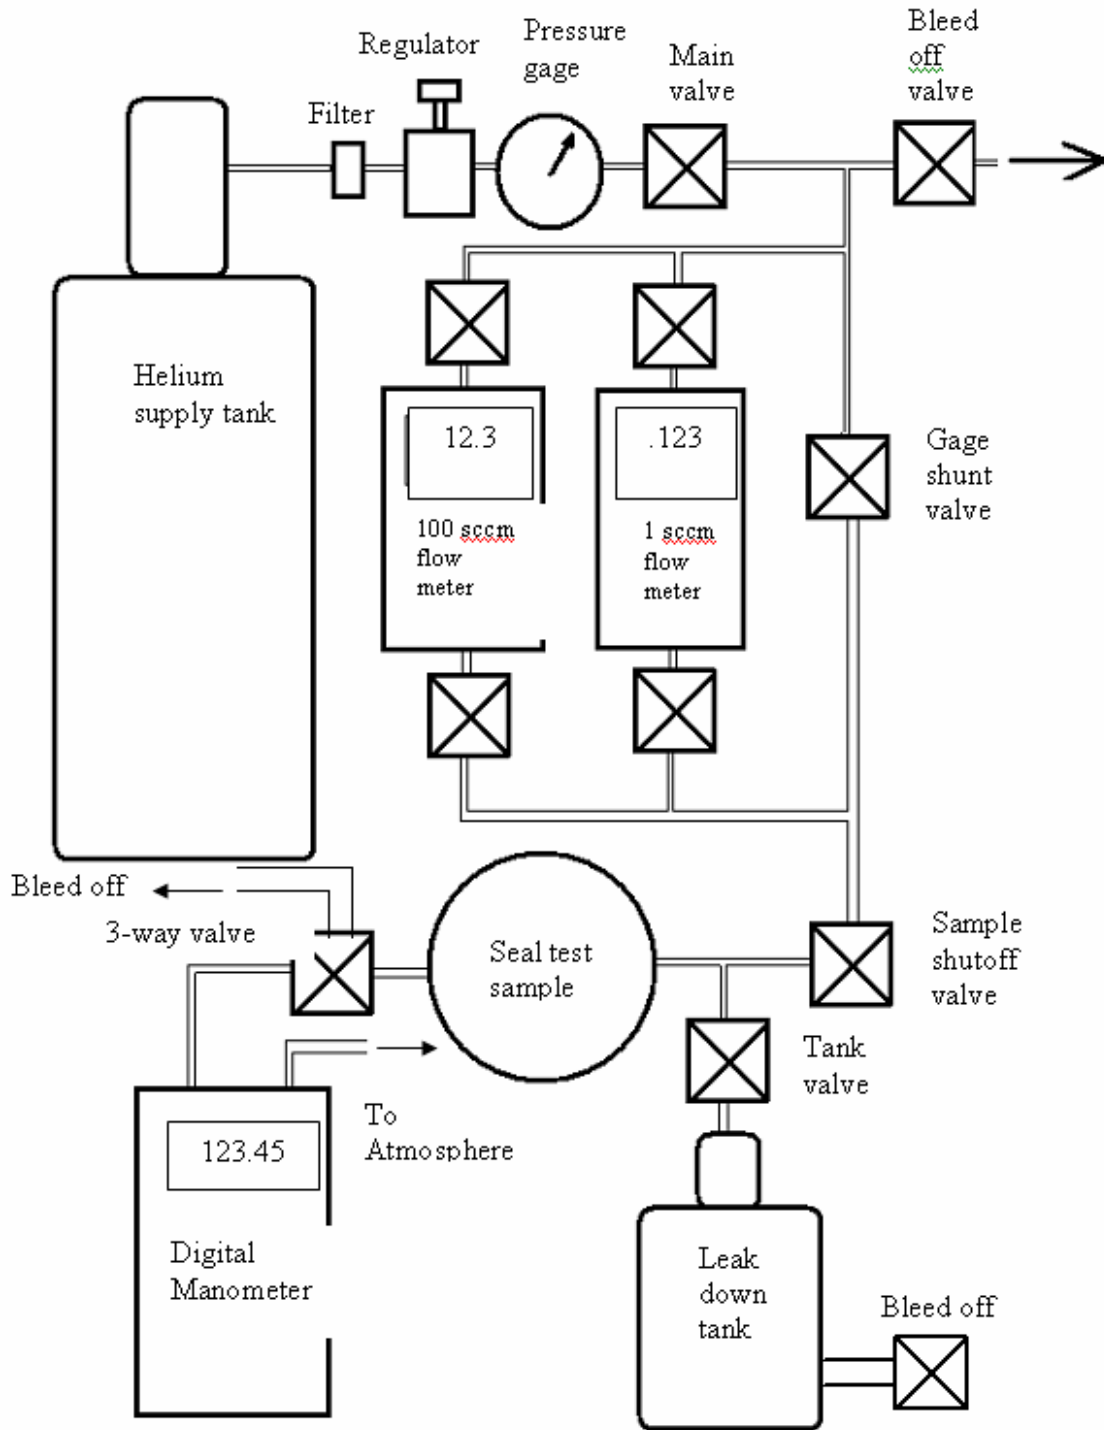 Regulator
Pressure
gage
Main
valve
Bleed
off
valve
Filter
Helium
supply tank
12.3
100 sccm
flow
meter
.123
1 sccm
flow
meter
Gage
shunt
valve
Bleed off
3-way valve
Seal test
sample
Sample
shutoff
valve
Tank
valve
To
Atmosphere
123.45
Digital
Manometer
Leak
down
tank
Bleed off